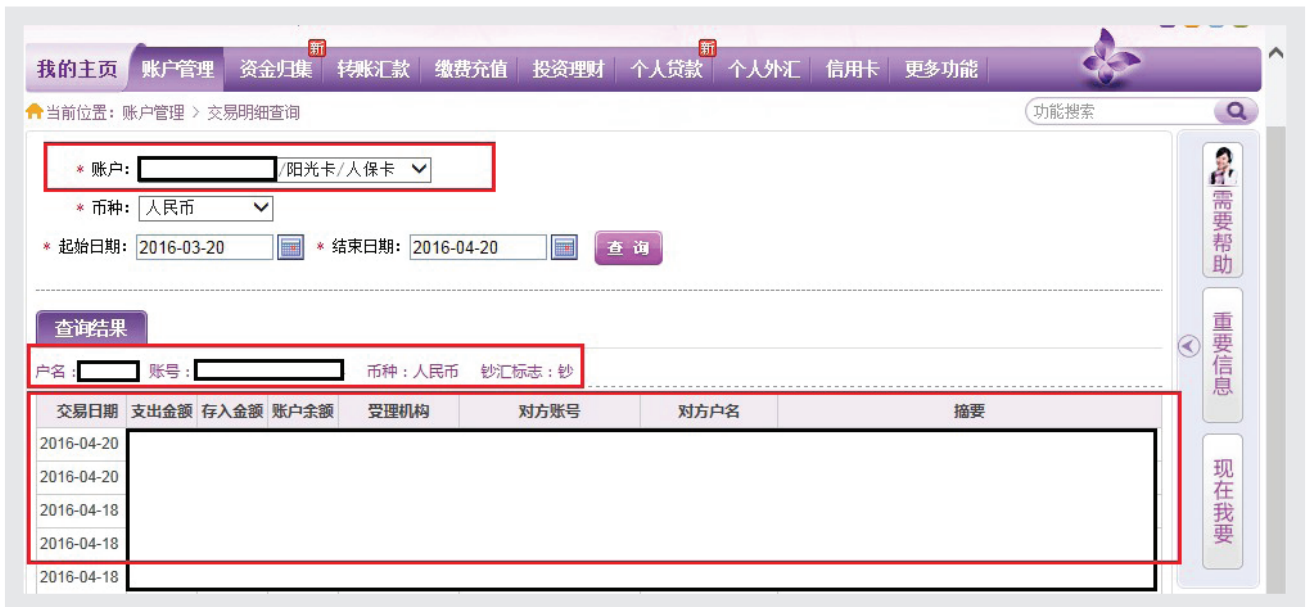 新 新
我的主页 账户管理 资金归集 转账汇款 缴费充值 投资理财 个人贷款 个人外汇 信用卡 更多功能
当前位置：账户管理 > 交易明细查询 功能搜索
* 账户： /阳光卡/人保卡
* 币种： 人民币
* 起始日期： 2016-03-20 * 结束日期： 2016-04-20 查 询
查询结果
户名： 账号： 币种：人民币 钞汇标志：钞
交易日期 支出金额 存入金额 账户余额 受理机构 对方账号 对方户名 摘要
2016-04-20
2016-04-20
2016-04-18
2016-04-18
2016-04-18
需要帮助
重要信息
现在我要